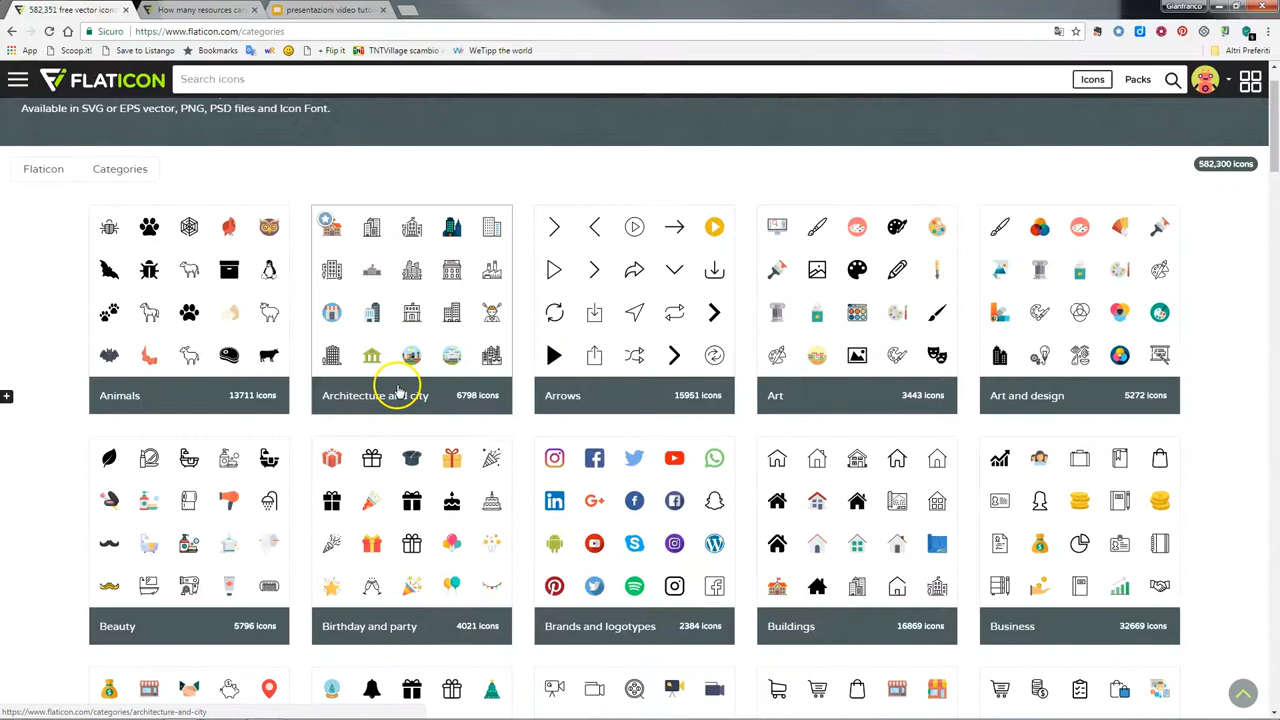 582,351 free vector icon
How many resources can
presentazioni video tuto
Gianfranco
Sicuro
https://www.flaticon.com/categories
App
Scoop.it!
Save to Listango
Bookmarks
+ Flip it
TNTVillage scambio
WeTipp the world
Altri Preferiti
FLATICON
Search icons
Icons
Packs
Available in SVG or EPS vector, PNG, PSD files and Icon Font.
Flaticon
Categories
582,300 icons
Animals
13711 icons
Architecture and city
6798 icons
Arrows
15951 icons
Art
3443 icons
Art and design
5272 icons
Beauty
5796 icons
Birthday and party
4021 icons
Brands and logotypes
2384 icons
Buildings
16869 icons
Business
32669 icons
https://www.flaticon.com/categories/architecture-and-city